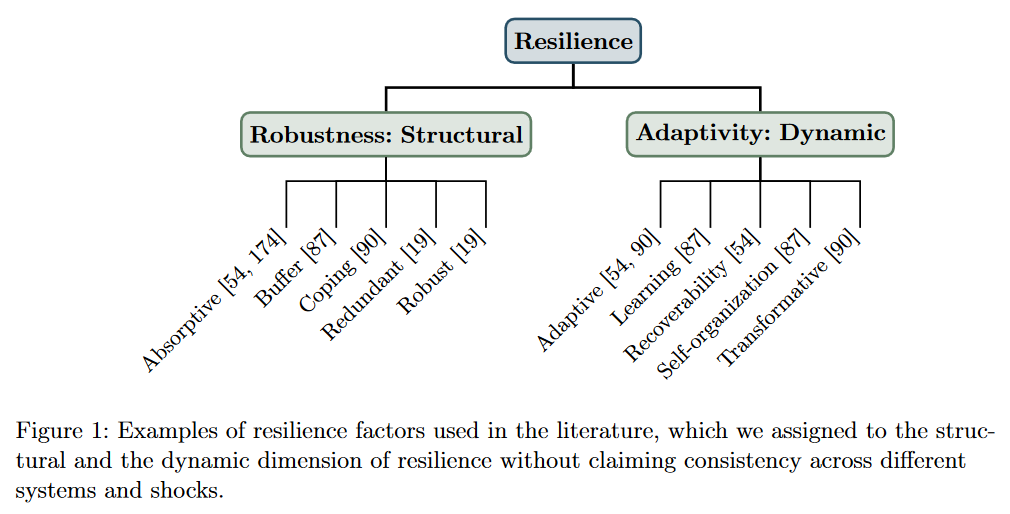 Resilience
Robustness: Structural
Adaptivity: Dynamic
Absorptive [54, 174]
Buffer [87]
Coping [90]
Redundant [19]
Robust [19]
Adaptive [54, 90]
Learning [87]
Recoverability [54]
Self-organization [87]
Transformative [90]
Figure 1: Examples of resilience factors used in the literature, which we assigned to the struc-
tural and the dynamic dimension of resilience without claiming consistency across different
systems and shocks.